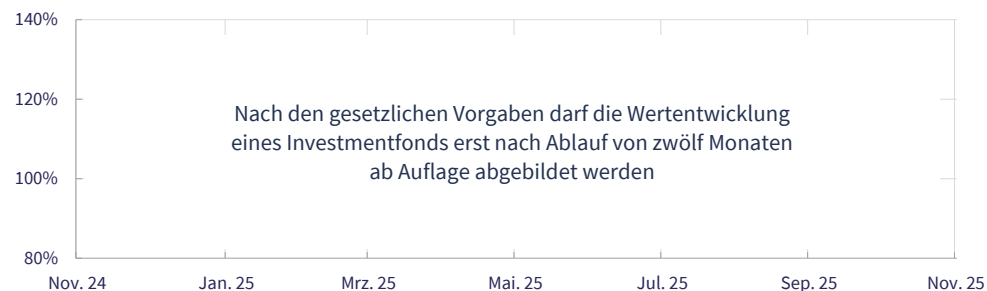 140%
120%
Nach den gesetzlichen Vorgaben darf die Wertentwicklung
eines Investmentfonds erst nach Ablauf von zwölf Monaten
ab Auflage abgebildet werden
100%
80%
Nov. 24 Jan. 25 Mrz. 25 Mai. 25 Jul. 25 Sep. 25 Nov. 25